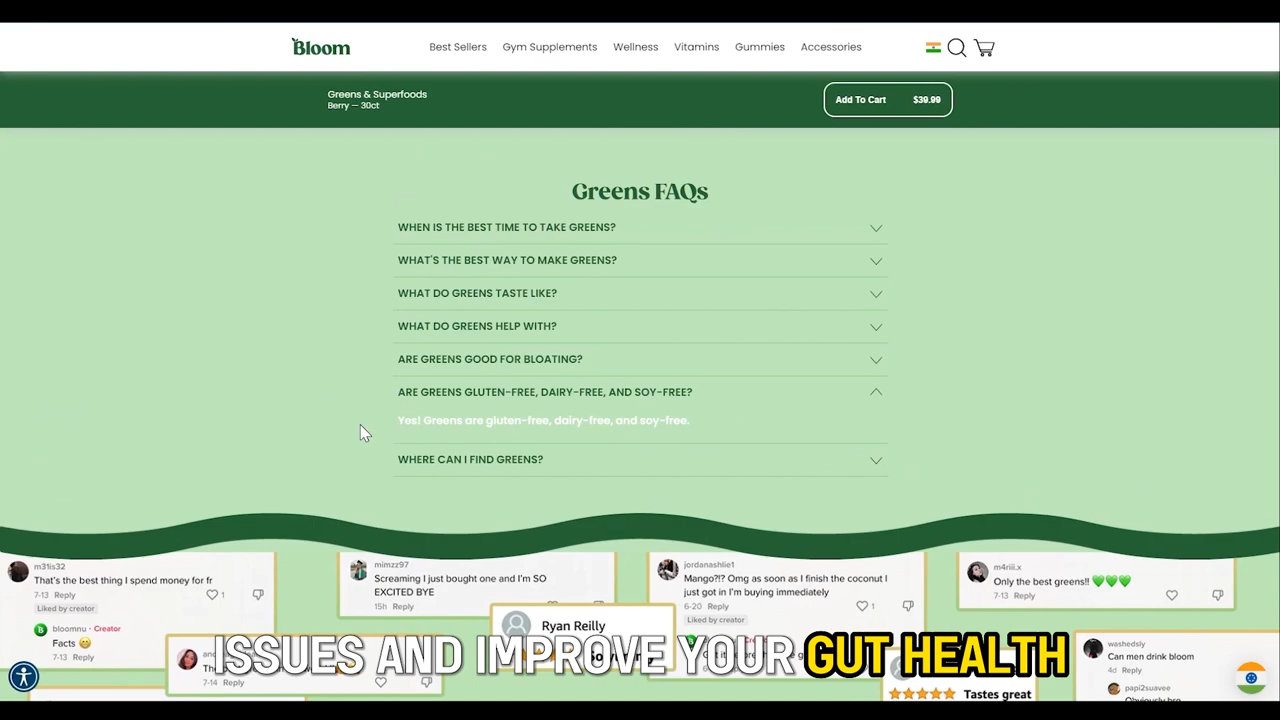 Bloom
Best Sellers
Gym Supplements
Wellness
Vitamins
Gummies
Accessories
Greens & Superfoods
Berry — 30ct
Add To Cart $39.99
Greens FAQs
WHEN IS THE BEST TIME TO TAKE GREENS?
WHAT'S THE BEST WAY TO MAKE GREENS?
WHAT DO GREENS TASTE LIKE?
WHAT DO GREENS HELP WITH?
ARE GREENS GOOD FOR BLOATING?
ARE GREENS GLUTEN-FREE, DAIRY-FREE, AND SOY-FREE?
Yes! Greens are gluten-free, dairy-free, and soy-free.
WHERE CAN I FIND GREENS?
m31is32
That's the best thing I spend money for fr
7-13 Reply 1
Liked by creator
bloomnu · Creator
Facts
7-13 Reply
mimzz97
Screaming I just bought one and I'm SO
EXCITED BYE
15h Reply
jordanashlie1
Mango?!? Omg as soon as I finish the coconut I
just got in I'm buying immediately
6-20 Reply 1
Liked by creator
m4riii.x
Only the best greens!!
7-13 Reply
Ryan Reilly
7-14 Reply
Tastes great
washedsly
Can men drink bloom
4d Reply
papi2suavee
ISSUES AND IMPROVE YOUR GUT HEALTH